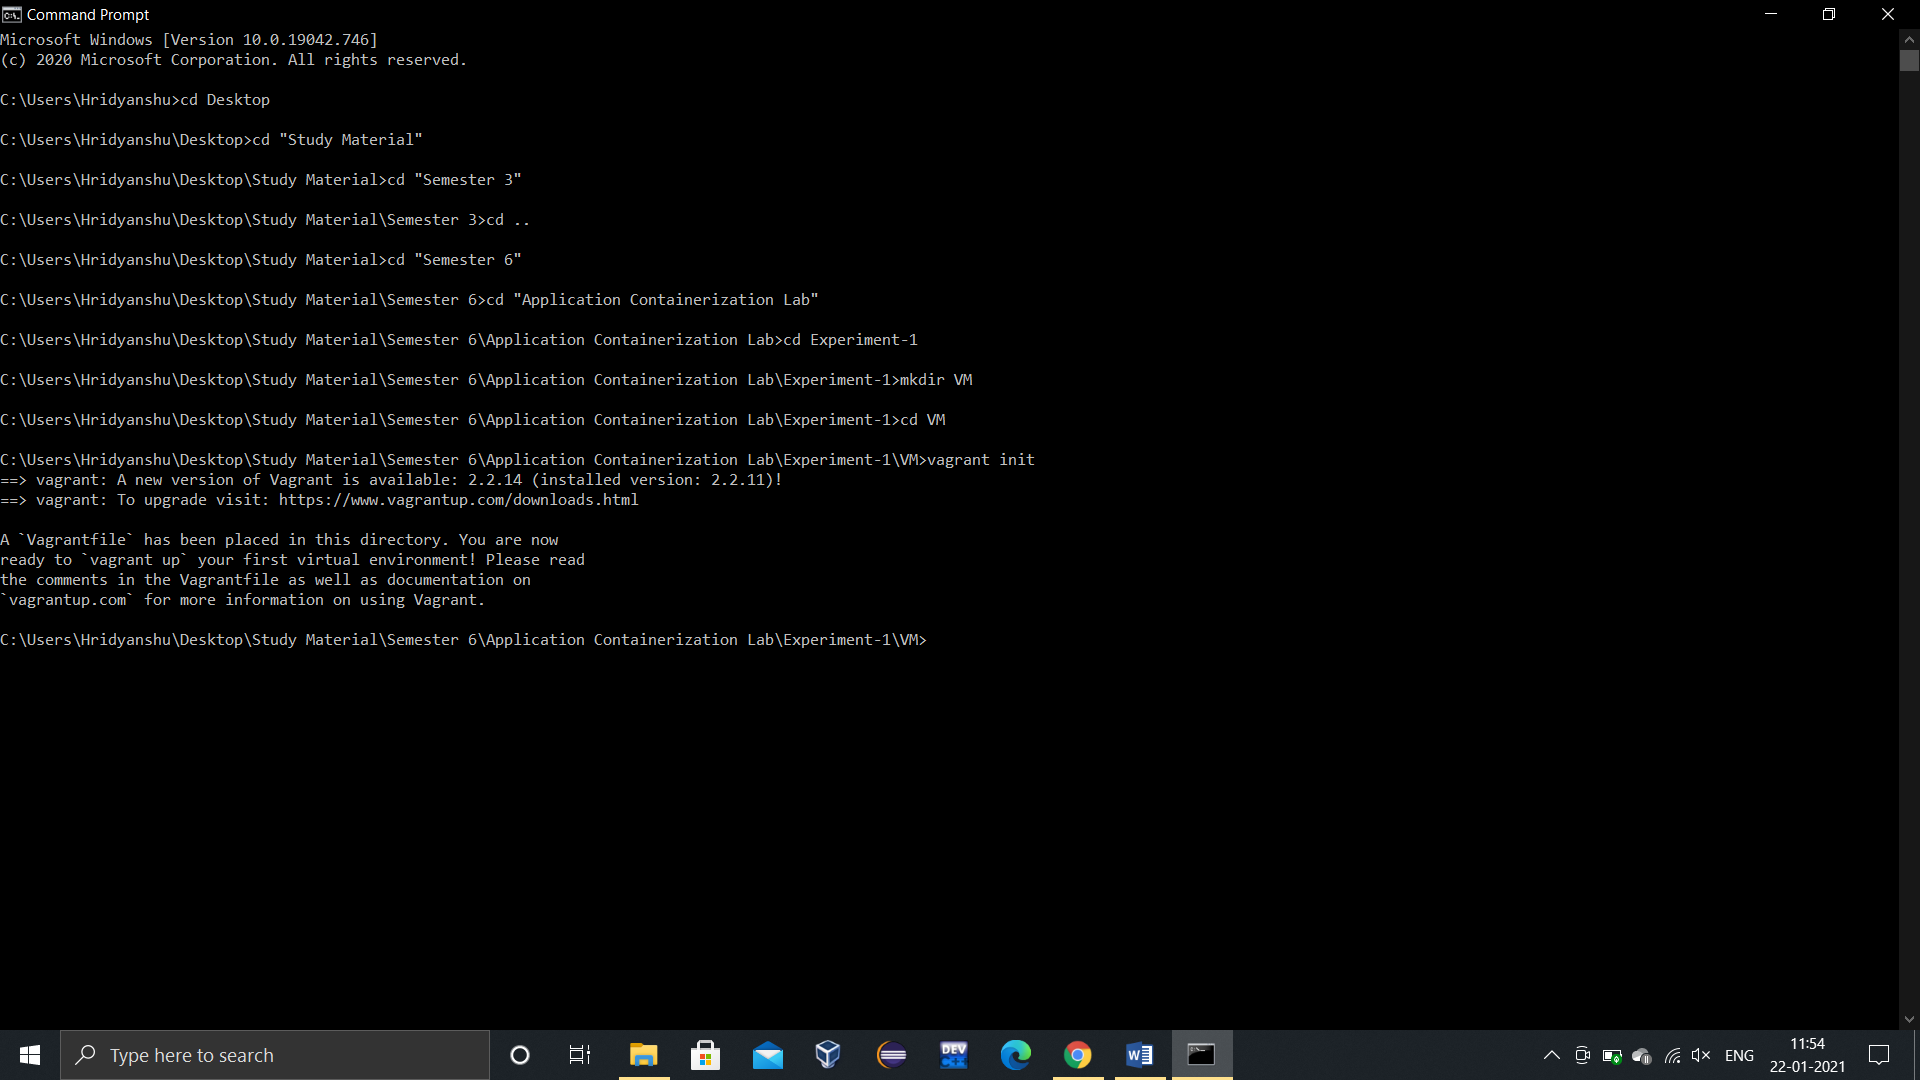 Command Prompt
Microsoft Windows [Version 10.0.19042.746]
(c) 2020 Microsoft Corporation. All rights reserved.
C:\Users\Hridyanshu>cd Desktop
C:\Users\Hridyanshu\Desktop>cd "Study Material"
C:\Users\Hridyanshu\Desktop\Study Material>cd "Semester 3"
C:\Users\Hridyanshu\Desktop\Study Material\Semester 3>cd ..
C:\Users\Hridyanshu\Desktop\Study Material>cd "Semester 6"
C:\Users\Hridyanshu\Desktop\Study Material\Semester 6>cd "Application Containerization Lab"
C:\Users\Hridyanshu\Desktop\Study Material\Semester 6\Application Containerization Lab>cd Experiment-1
C:\Users\Hridyanshu\Desktop\Study Material\Semester 6\Application Containerization Lab\Experiment-1>mkdir VM
C:\Users\Hridyanshu\Desktop\Study Material\Semester 6\Application Containerization Lab\Experiment-1>cd VM
C:\Users\Hridyanshu\Desktop\Study Material\Semester 6\Application Containerization Lab\Experiment-1\VM>vagrant init
==> vagrant: A new version of Vagrant is available: 2.2.14 (installed version: 2.2.11)!
==> vagrant: To upgrade visit: https://www.vagrantup.com/downloads.html
A `Vagrantfile` has been placed in this directory. You are now
ready to `vagrant up` your first virtual environment! Please read
the comments in the Vagrantfile as well as documentation on
`vagrantup.com` for more information on using Vagrant.
C:\Users\Hridyanshu\Desktop\Study Material\Semester 6\Application Containerization Lab\Experiment-1\VM>
Type here to search
DEV
C++
ENG
11:54
22-01-2021